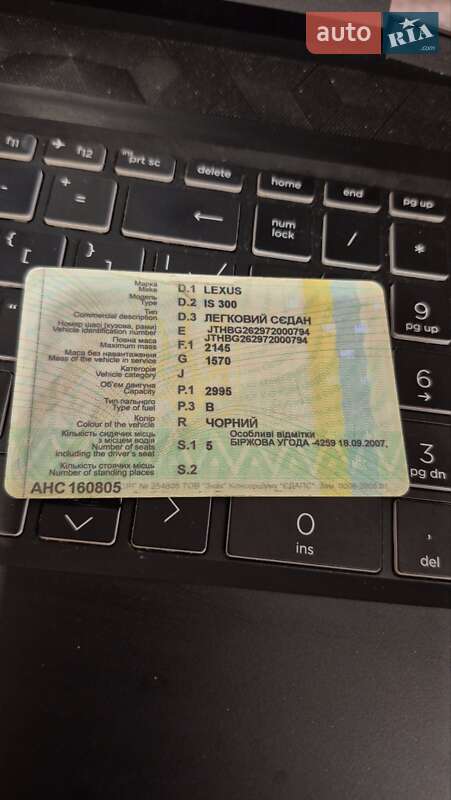 auto RIA.com
f11 f12 prt sc delete home end pg up
+ = num lock / *
{ [ } ] 9 pg up
Марка
Make D.1 LEXUS
Модель
Type D.2 IS 300
Тип
Commercial description D.3 ЛЕГКОВИЙ СЕДАН
Номер шасі (кузова, рами)
Vehicle identification number E JTHBG262972000794
JTHBG262972000794
Повна маса
Maximum mass F.1 2145
Маса без навантаження
Mass of the vehicle in service G 1570
Категорія
Vehicle category J
Об'єм двигуна
Capacity P.1 2995
Тип пального
Type of fuel P.3 B
Колір
Colour of the vehicle R ЧОРНИЙ
Кількість сидячих місць
з місцем водія
Number of seats
including the driver's seat S.1 5
Особливі відмітки
БІРЖОВА УГОДА -4259 18.09.2007,
Кількість стоячих місць
Number of standing places S.2
АНС 160805
6
3 pg dn
0 ins
. del